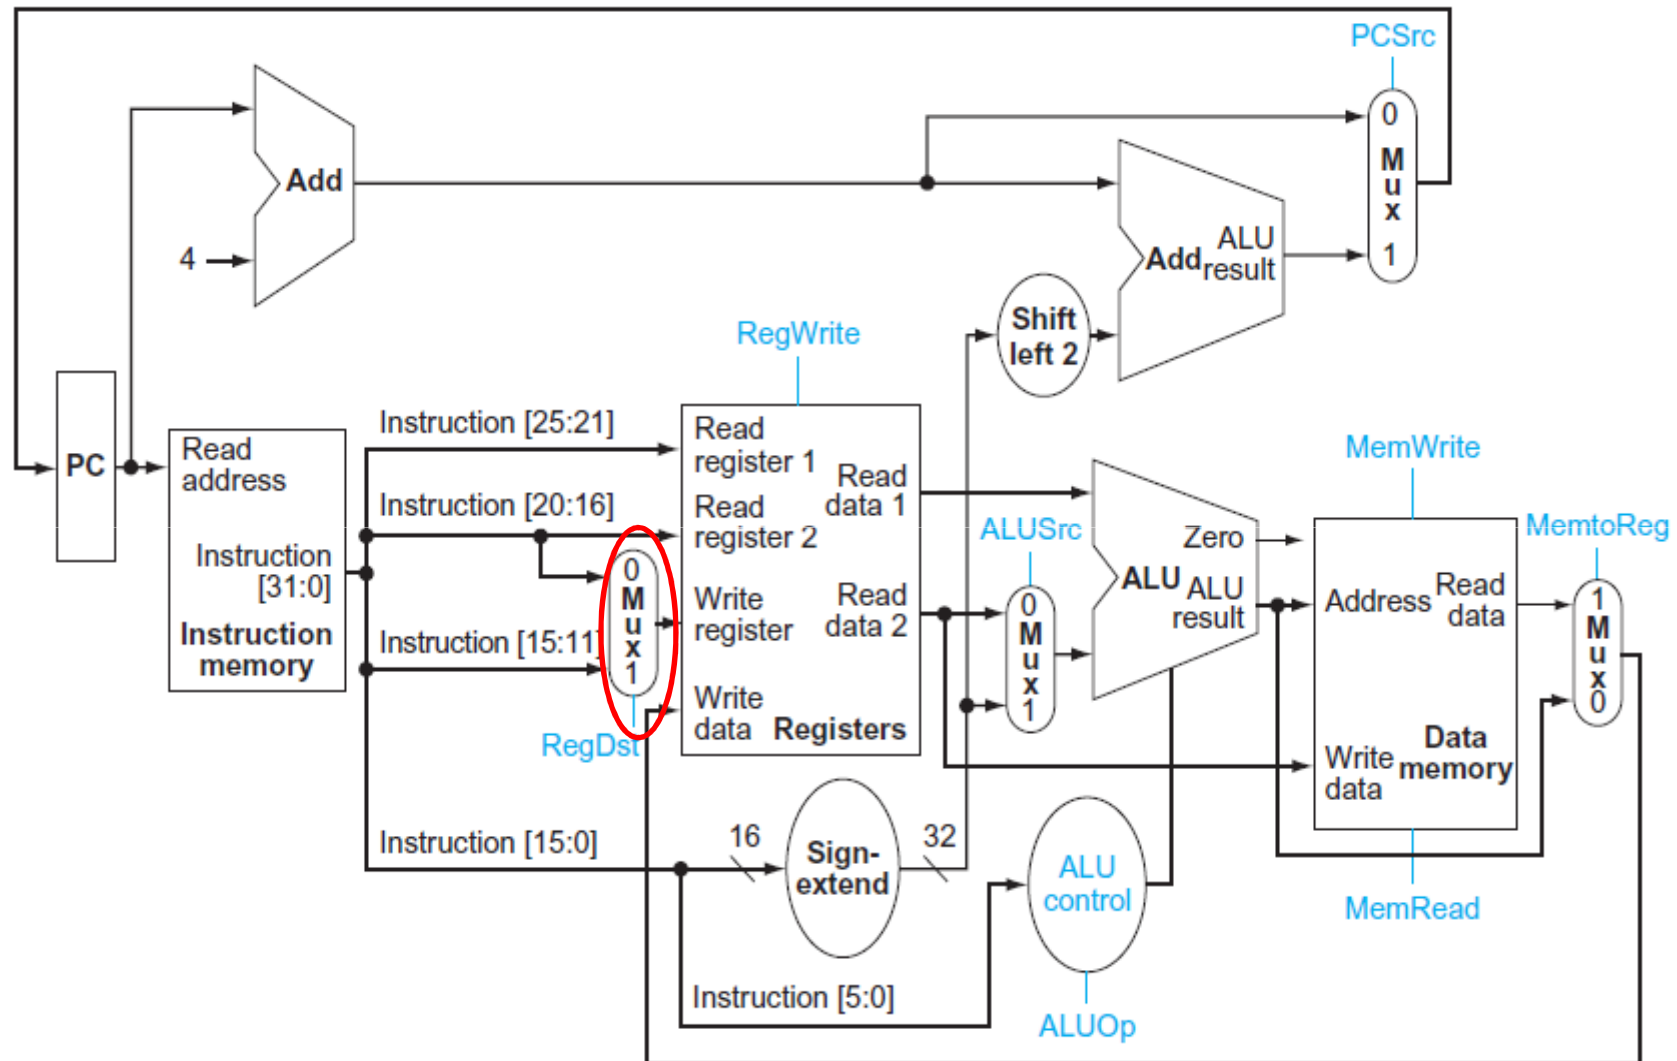 PCSrc
0
M
u
x
1
Add
4
Add
ALU
result
Shift
left 2
RegWrite
PC
Read
address
Instruction
[31:0]
Instruction
memory
Instruction [25:21]
Instruction [20:16]
Instruction [15:11]
0
M
u
x
1
RegDst
Read
register 1
Read
register 2
Write
register
Write
data
Read
data 1
Read
data 2
Registers
ALUSrc
0
M
u
x
1
Zero
ALU
ALU
result
MemWrite
Address
Read
data
Write
data
Data
memory
MemRead
MemtoReg
1
M
u
x
0
Instruction [15:0]
16
Sign-
extend
32
ALU
control
Instruction [5:0]
ALUOp